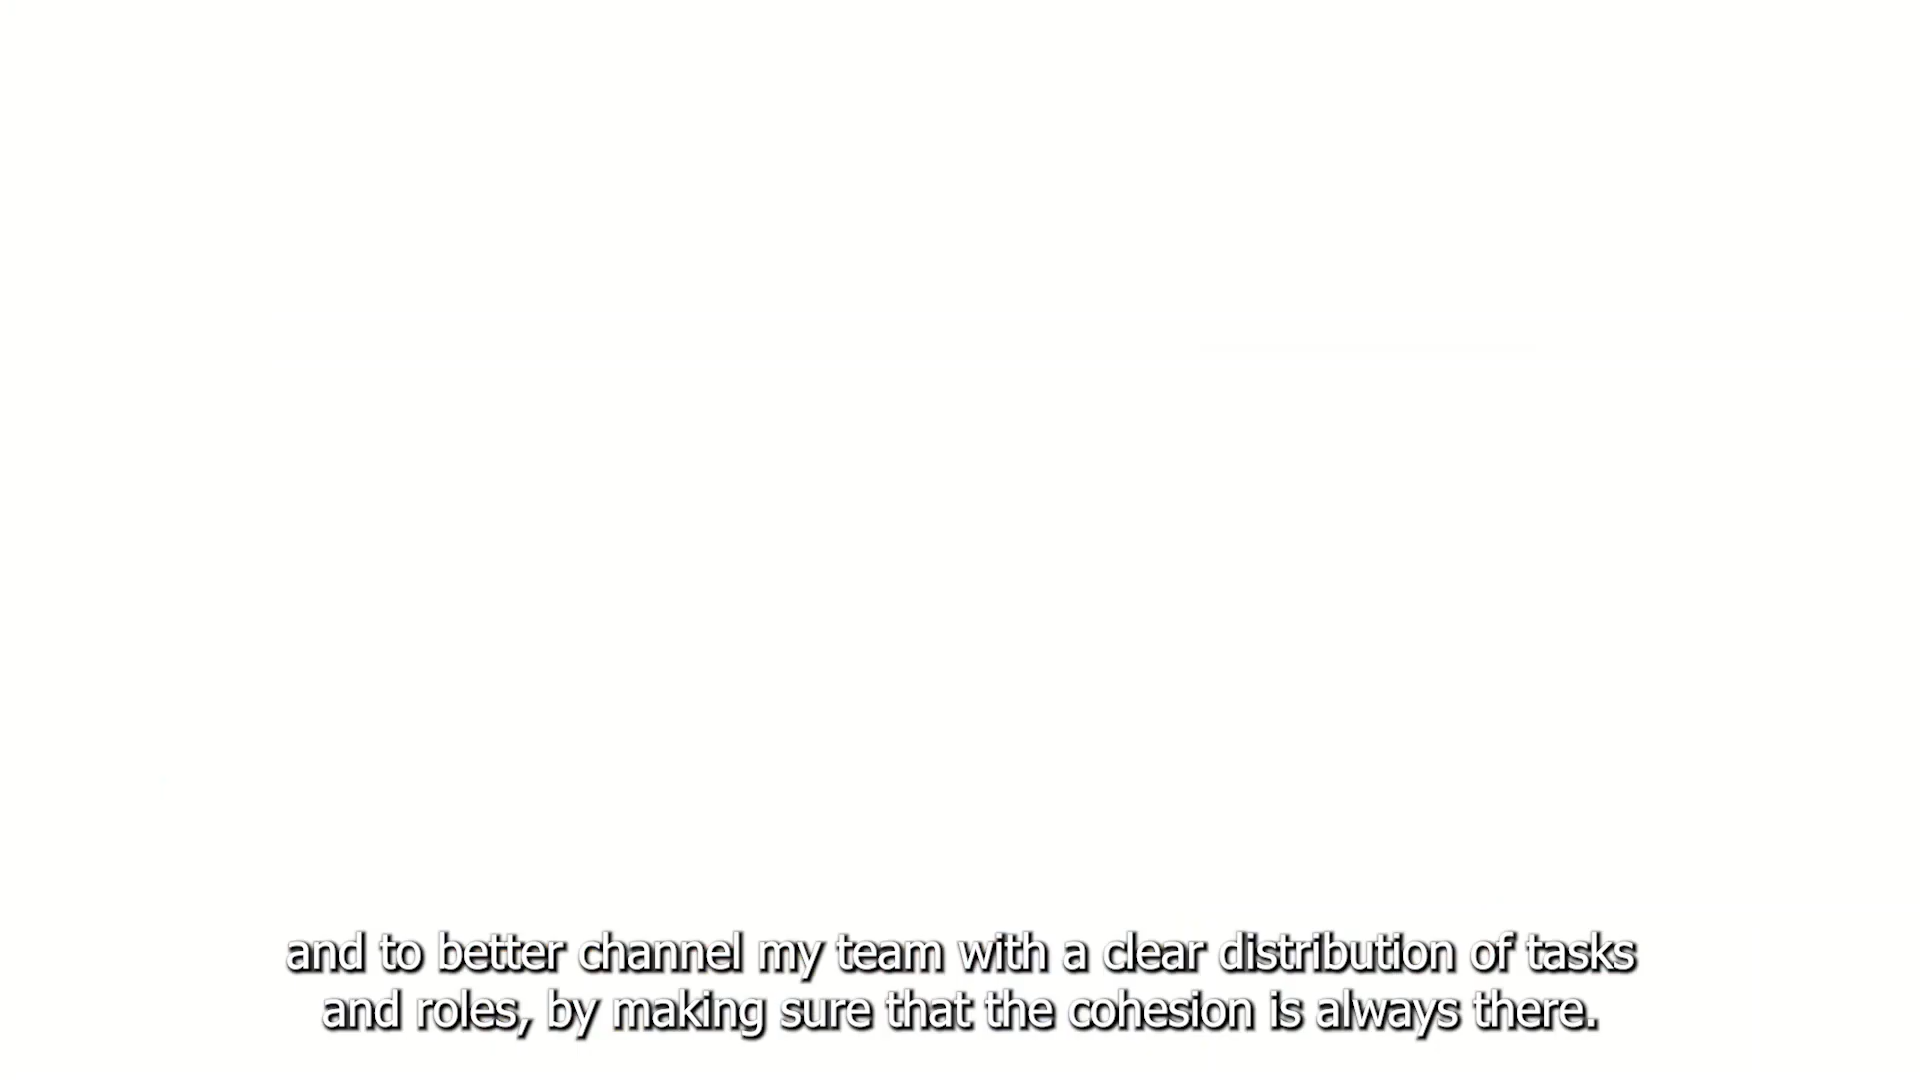 and to better channel my team with a clear distribution of tasks
and roles, by making sure that the cohesion is always there.